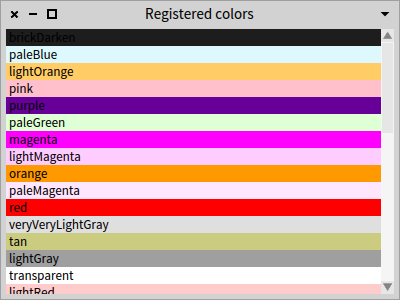 Registered colors
brickDarken
paleBlue
lightOrange
pink
purple
paleGreen
magenta
lightMagenta
orange
paleMagenta
red
veryVeryLightGray
tan
lightGray
transparent
lightRed